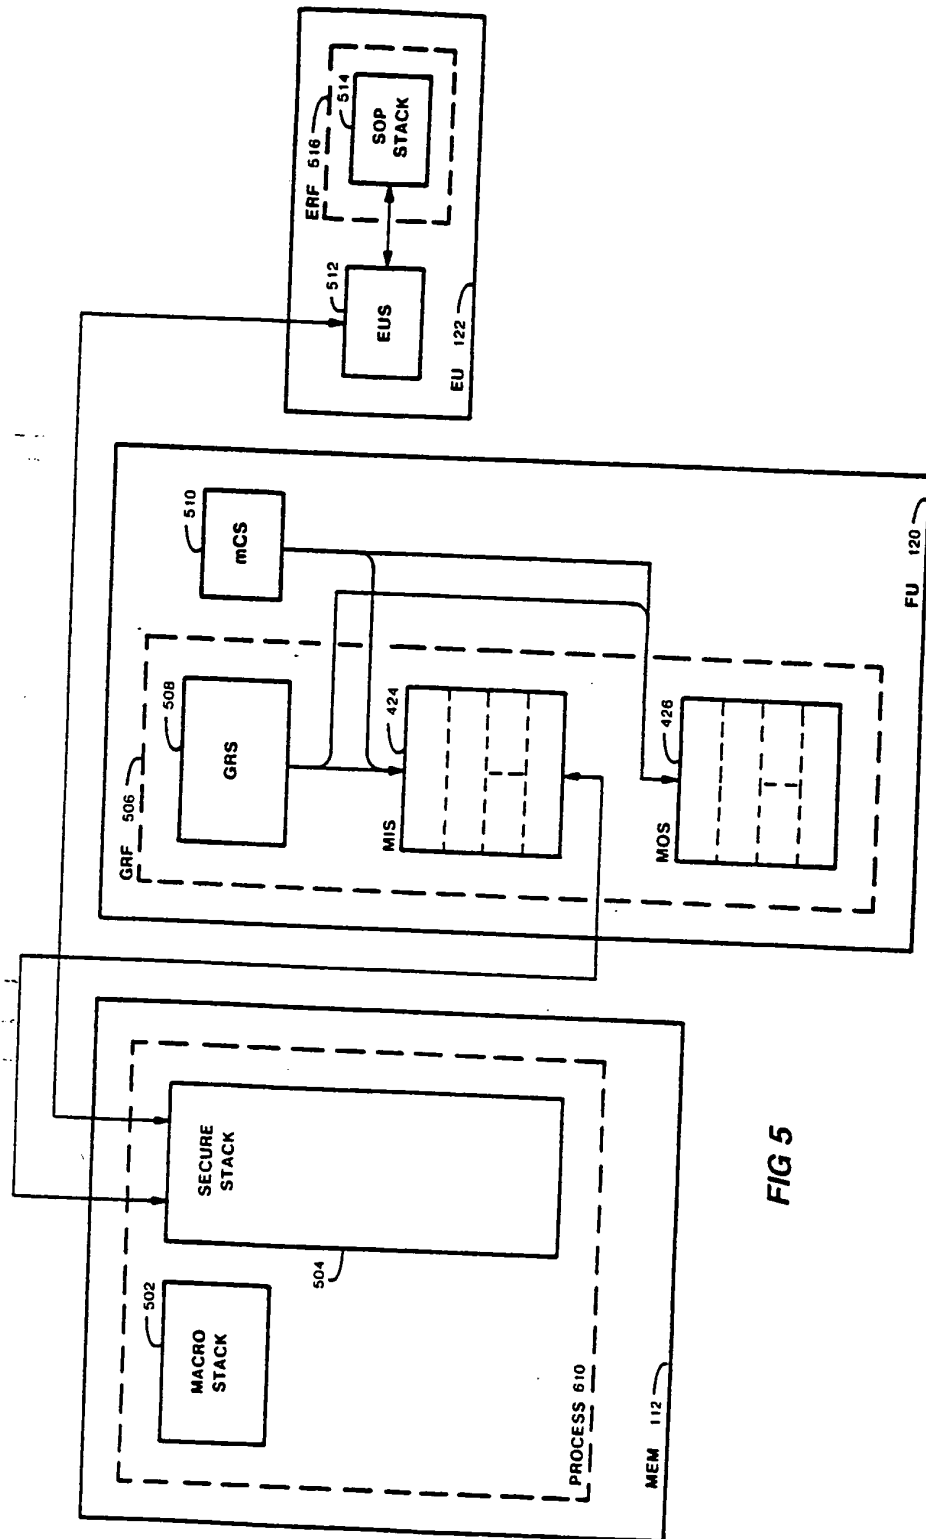 MACRO
STACK
502
SECURE
STACK
504
PROCESS 610
MEM 112
GRF 506
GRS
508
mCS
510
MIS
424
MOS
426
FU 120
EUS
512
ERF 516
SOP
STACK
514
EU 122
FIG 5